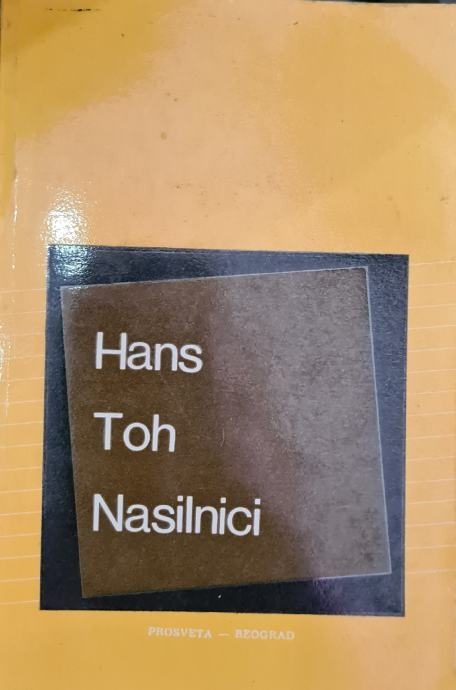 Hans
Toh
Nasilnici
PROSVETA — BEOGRAD